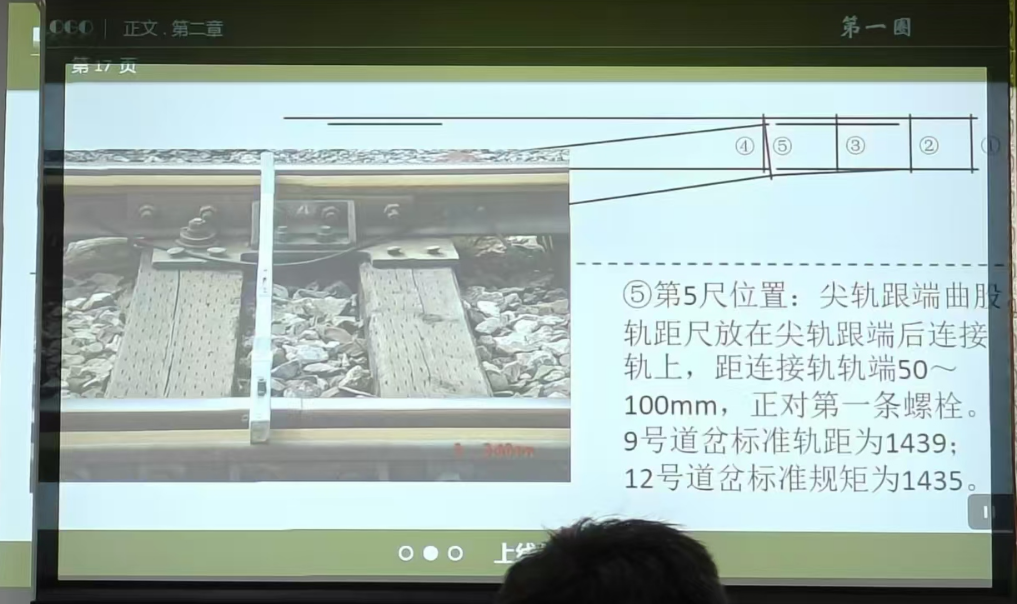 OGO 正文.第二章 第一圈
第17页
④ ⑤ ③ ② ①
⑤第5尺位置：尖轨跟端曲股
轨距尺放在尖轨跟端后连接
轨上，距连接轨轨端50～
100mm，正对第一条螺栓。
9号道岔标准轨距为1439；
12号道岔标准规矩为1435。
上线